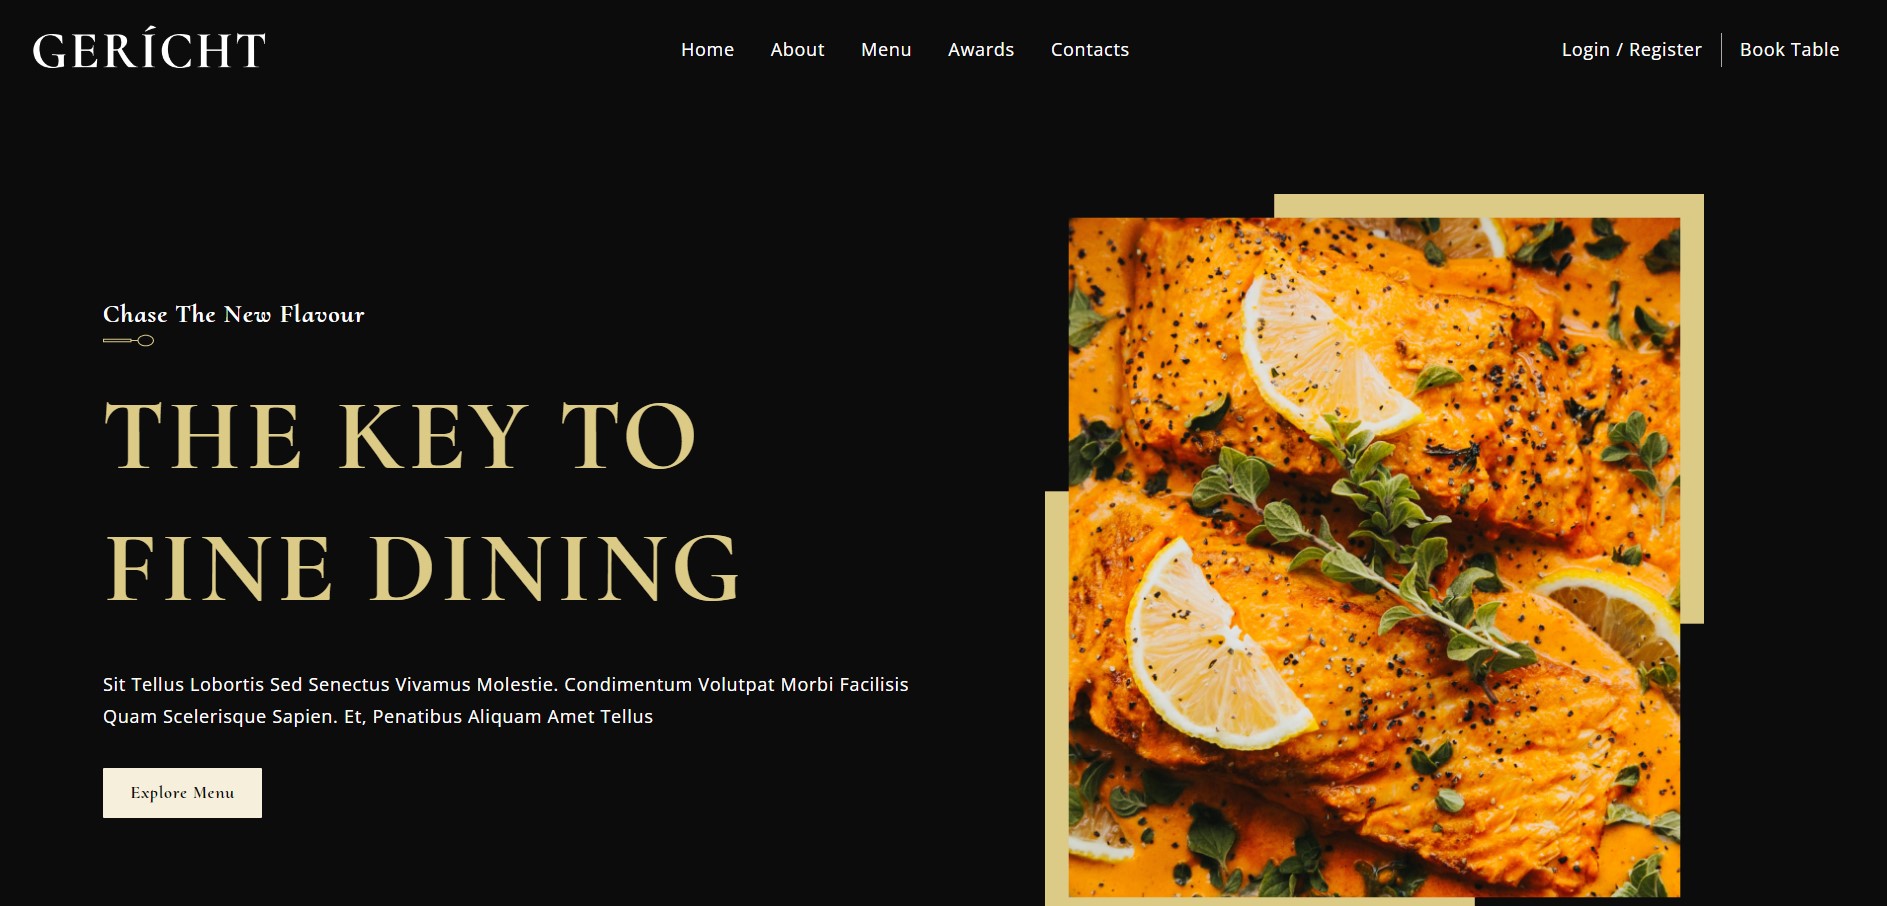 GERÍCHT
Home About Menu Awards Contacts
Login / Register Book Table
Chase The New Flavour
THE KEY TO
FINE DINING
Sit Tellus Lobortis Sed Senectus Vivamus Molestie. Condimentum Volutpat Morbi Facilisis
Quam Scelerisque Sapien. Et, Penatibus Aliquam Amet Tellus
Explore Menu